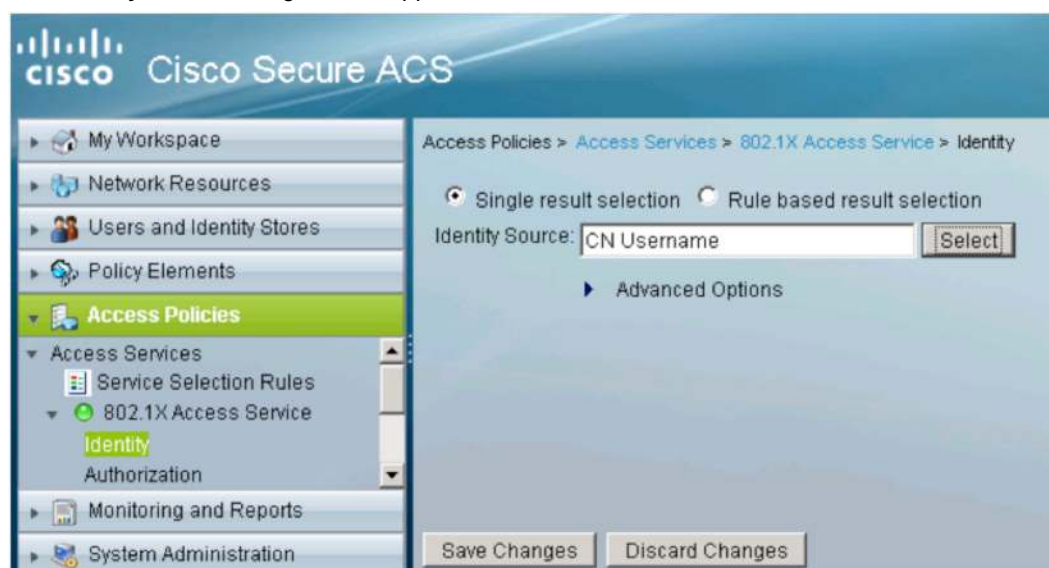 CISCO Cisco Secure ACS
My Workspace
Network Resources
Users and Identity Stores
Policy Elements
Access Policies
Access Services
Service Selection Rules
802.1X Access Service
Identity
Authorization
Monitoring and Reports
System Administration
Access Policies > Access Services > 802.1X Access Service > Identity
Single result selection Rule based result selection
Identity Source: CN Username Select
Advanced Options
Save Changes Discard Changes